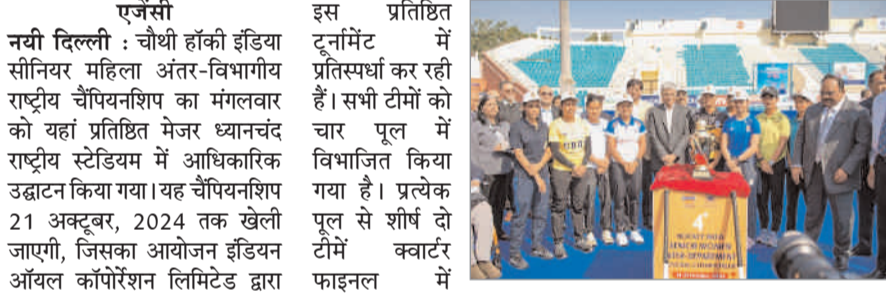 एजेंसी
नयी दिल्ली : चौथी हॉकी इंडिया
सीनियर महिला अंतर-विभागीय
राष्ट्रीय चैंपियनशिप का मंगलवार
को यहां प्रतिष्ठित मेजर ध्यानचंद
राष्ट्रीय स्टेडियम में आधिकारिक
उद्घाटन किया गया। यह चैंपियनशिप
21 अक्टूबर, 2024 तक खेली
जाएगी, जिसका आयोजन इंडियन
ऑयल कॉर्पोरेशन लिमिटेड द्वारा
इस प्रतिष्ठित
टूर्नामेंट में
प्रतिस्पर्धा कर रही
हैं। सभी टीमों को
चार पूल में
विभाजित किया
गया है। प्रत्येक
पूल से शीर्ष दो
टीमें क्वार्टर
फाइनल में
4